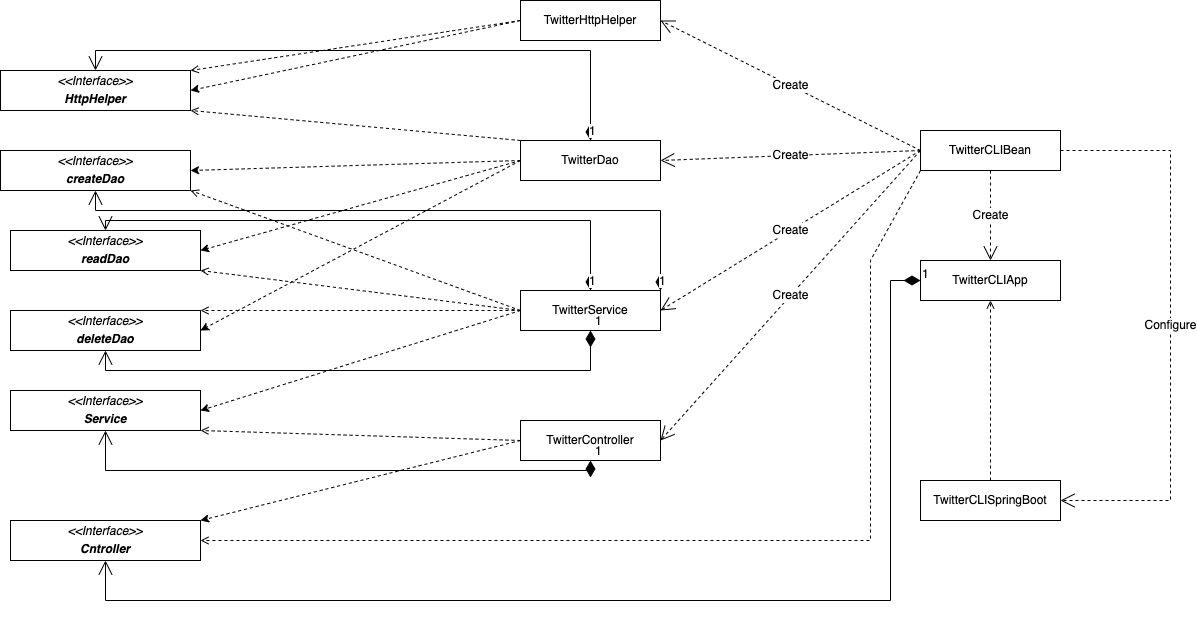 TwitterHttpHelper
<<Interface>>
HttpHelper
Create
1
TwitterDao
Create
TwitterCLIBean
<<Interface>>
createDao
Create
Create
<<Interface>>
readDao
1
1
TwitterService
1
1
TwitterCLIApp
Create
<<Interface>>
deleteDao
Configure
<<Interface>>
Service
TwitterController
1
TwitterCLISpringBoot
<<Interface>>
Cntroller